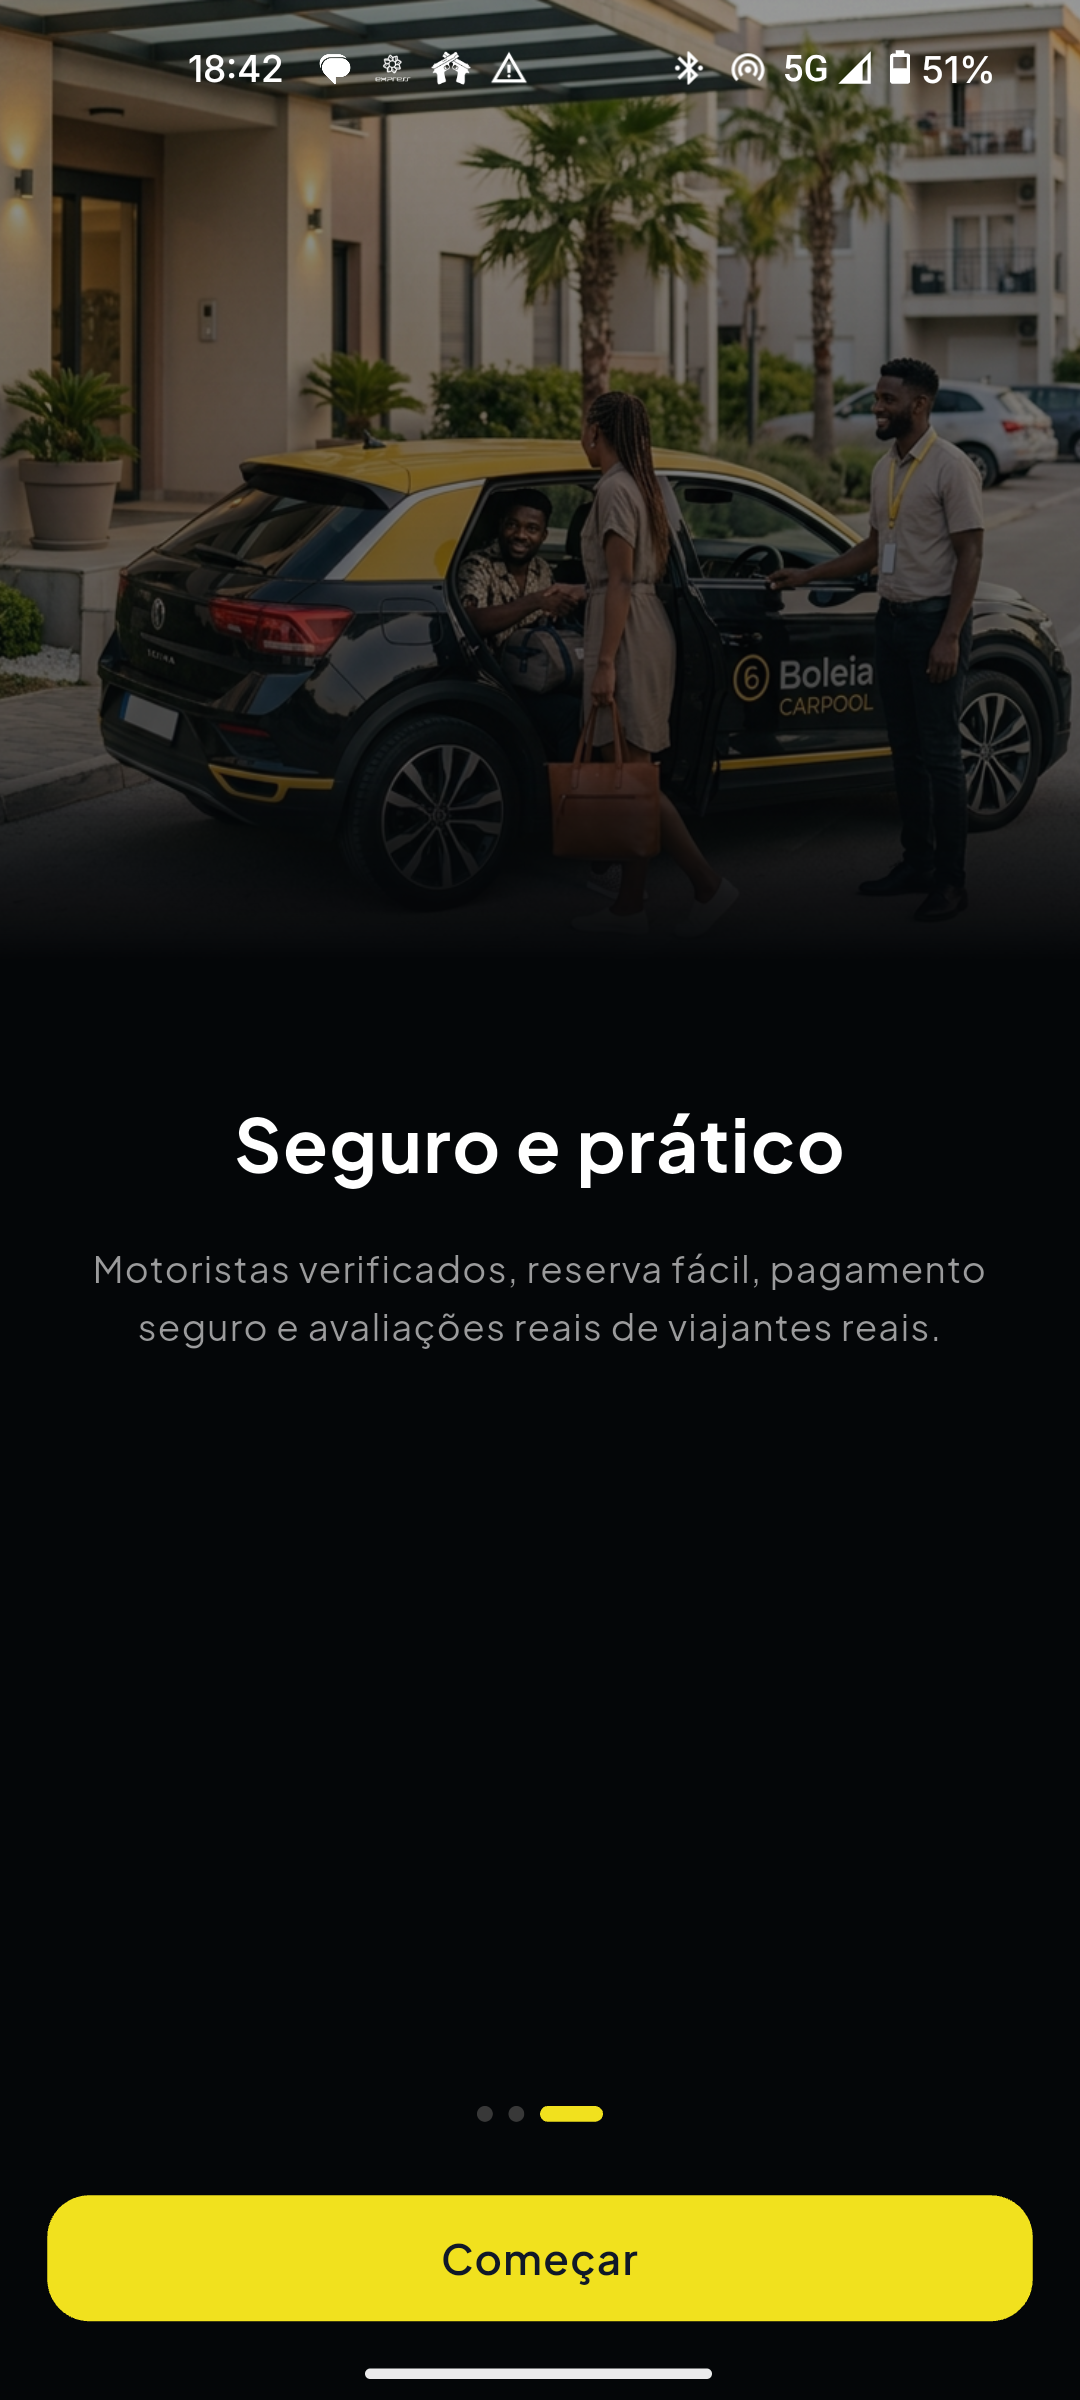 18:42
5G
51%
6 Boleia
CARPOOL
Seguro e prático
Motoristas verificados, reserva fácil, pagamento
seguro e avaliações reais de viajantes reais.
Começar